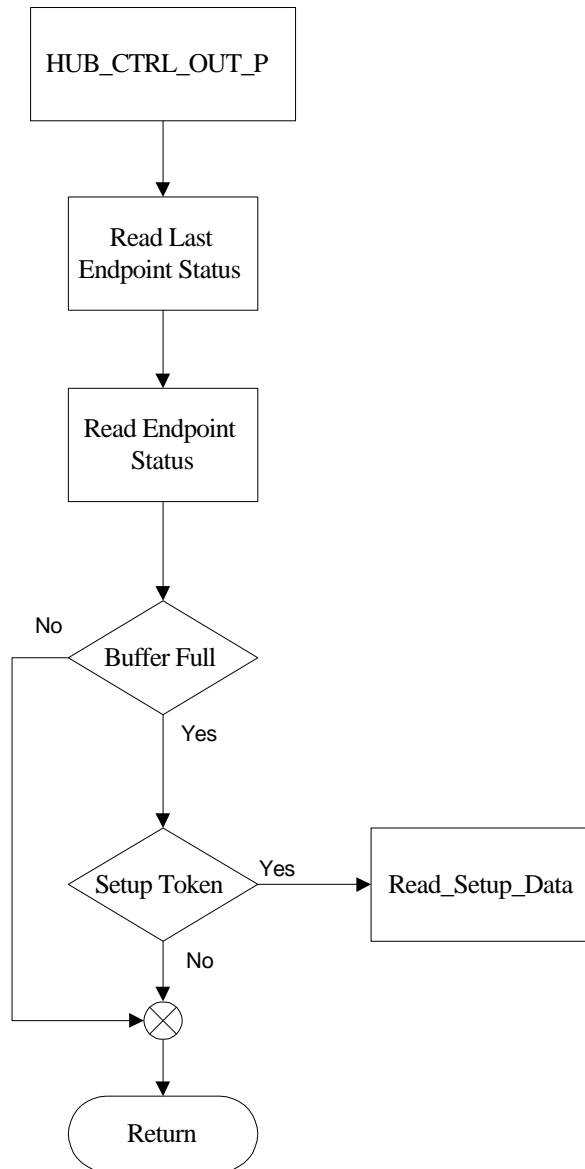 HUB_CTRL_OUT_P
Read Last
Endpoint Status
Read Endpoint
Status
No
Buffer Full
Yes
Setup Token
Yes
Read_Setup_Data
No
Return